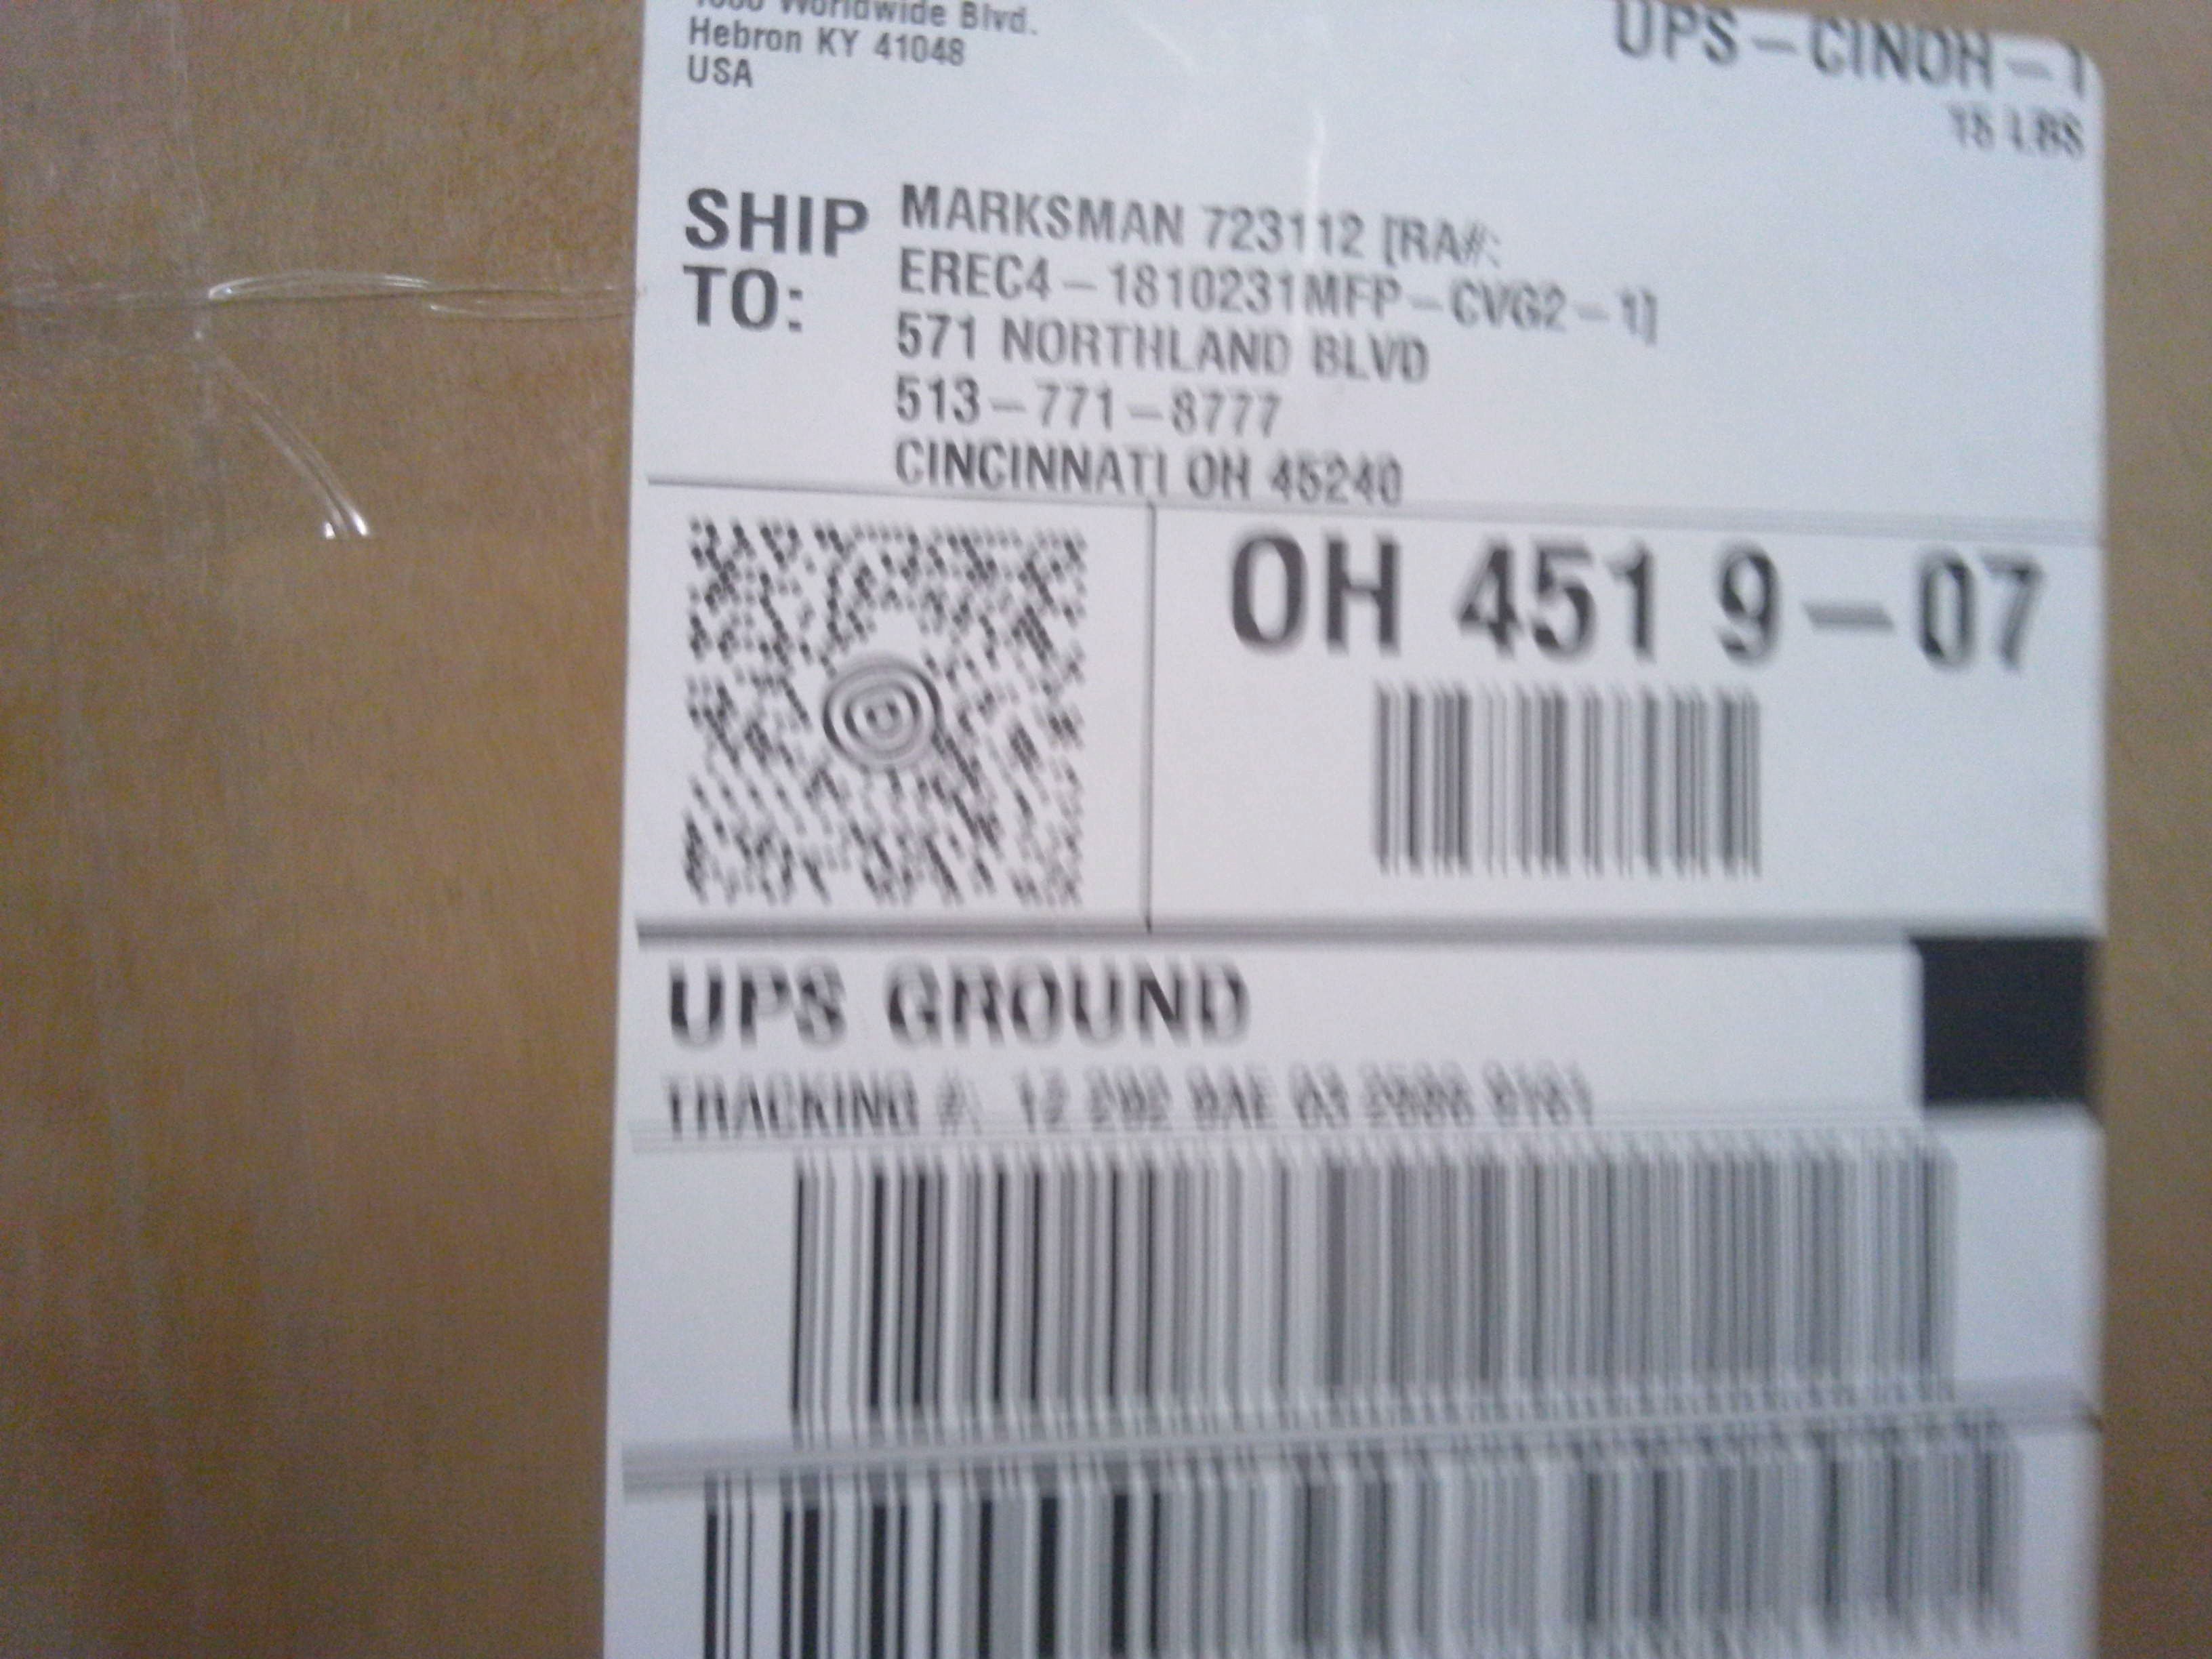 Worldwide Blvd.
Hebron KY 41048
USA
UPS-CINOH-1
15 LBS
SHIP TO:
MARKSMAN 723112 [RA#:
EREC4-1810231MFP-CVG2-1]
571 NORTHLAND BLVD
513-771-8777
CINCINNATI OH 45240
OH 451 9-07
UPS GROUND
TRACKING #: